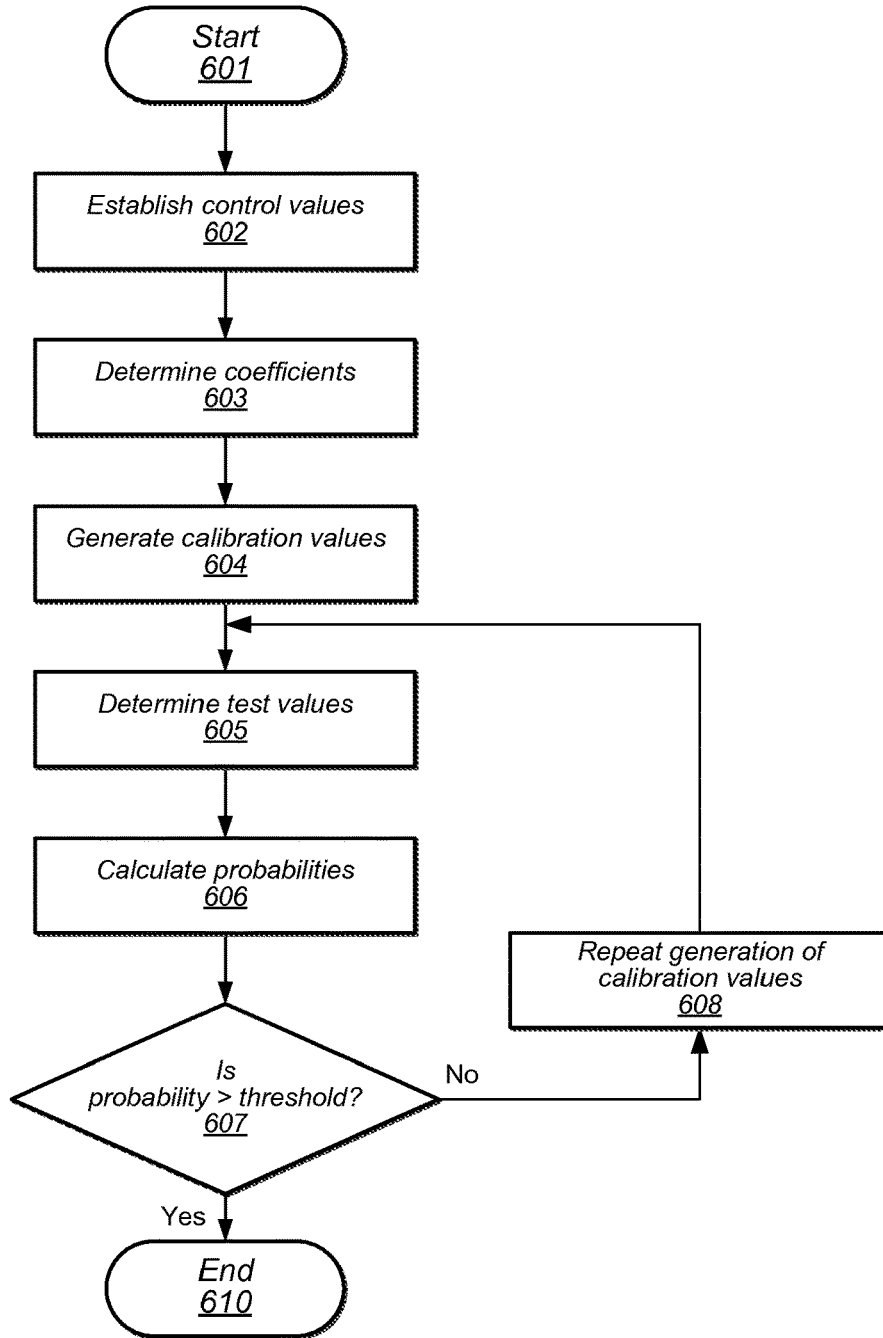 Start
601
Establish control values
602
Determine coefficients
603
Generate calibration values
604
Determine test values
605
Calculate probabilities
606
Repeat generation of
calibration values
608
Is
probability > threshold?
607
No
Yes
End
610